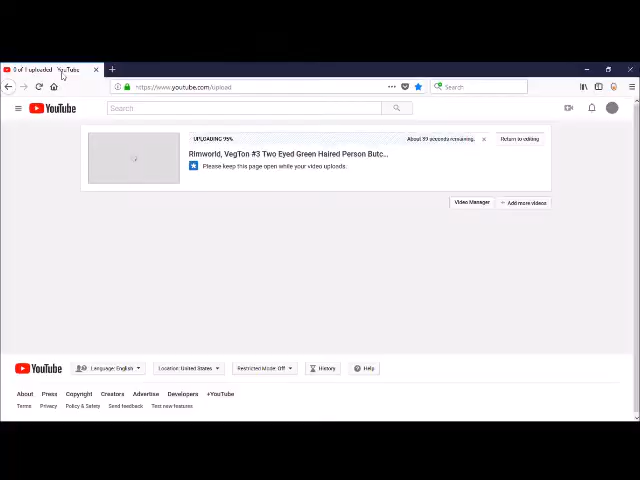 0 of 1 uploaded - YouTube
https://www.youtube.com/upload
Search
YouTube
Search
UPLOADING 95%
About 39 seconds remaining.
Return to editing
Rimworld, VegTon #3 Two Eyed Green Haired Person Butc...
Please keep this page open while your video uploads.
Video Manager
+ Add more videos
YouTube
Language: English
Location: United States
Restricted Mode: Off
History
Help
About Press Copyright Creators Advertise Developers +YouTube
Terms Privacy Policy & Safety Send feedback Test new features